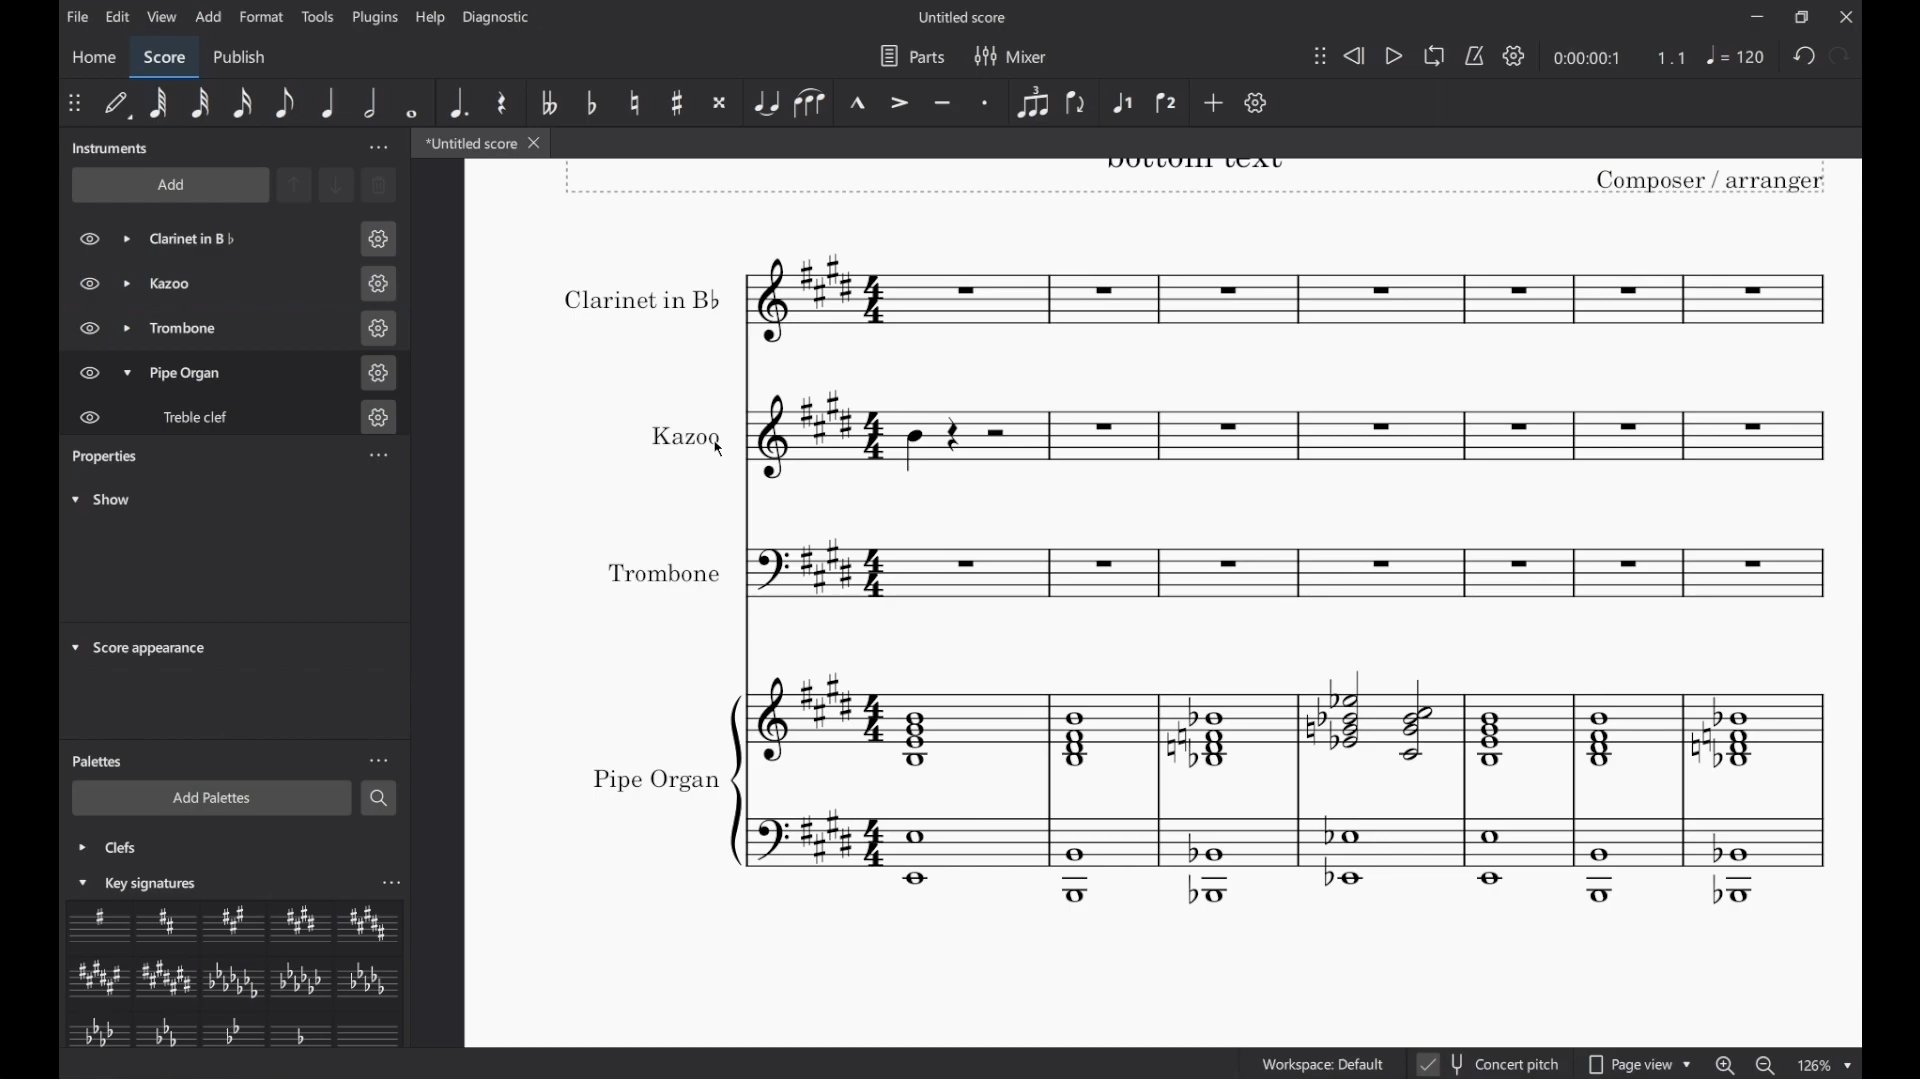 File Edit View Add Format Tools Plugins Help Diagnostic
Untitled score
Home Score Publish
Parts Mixer
0:00:00:1 1.1 = 120
*Untitled score
Instruments
Add
Clarinet in B♭
Kazoo
Trombone
Pipe Organ
Treble clef
Properties
Show
Score appearance
Palettes
Add Palettes
Clefs
Key signatures
bottom text
Composer / arranger
Clarinet in B♭
Kazoo
Trombone
Pipe Organ
Workspace: Default Concert pitch Page view 126%